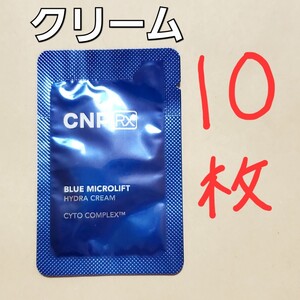 クリーム
10
枚
CNP Rx
BLUE MICROLIFT
HYDRA CREAM
CYTO COMPLEX™